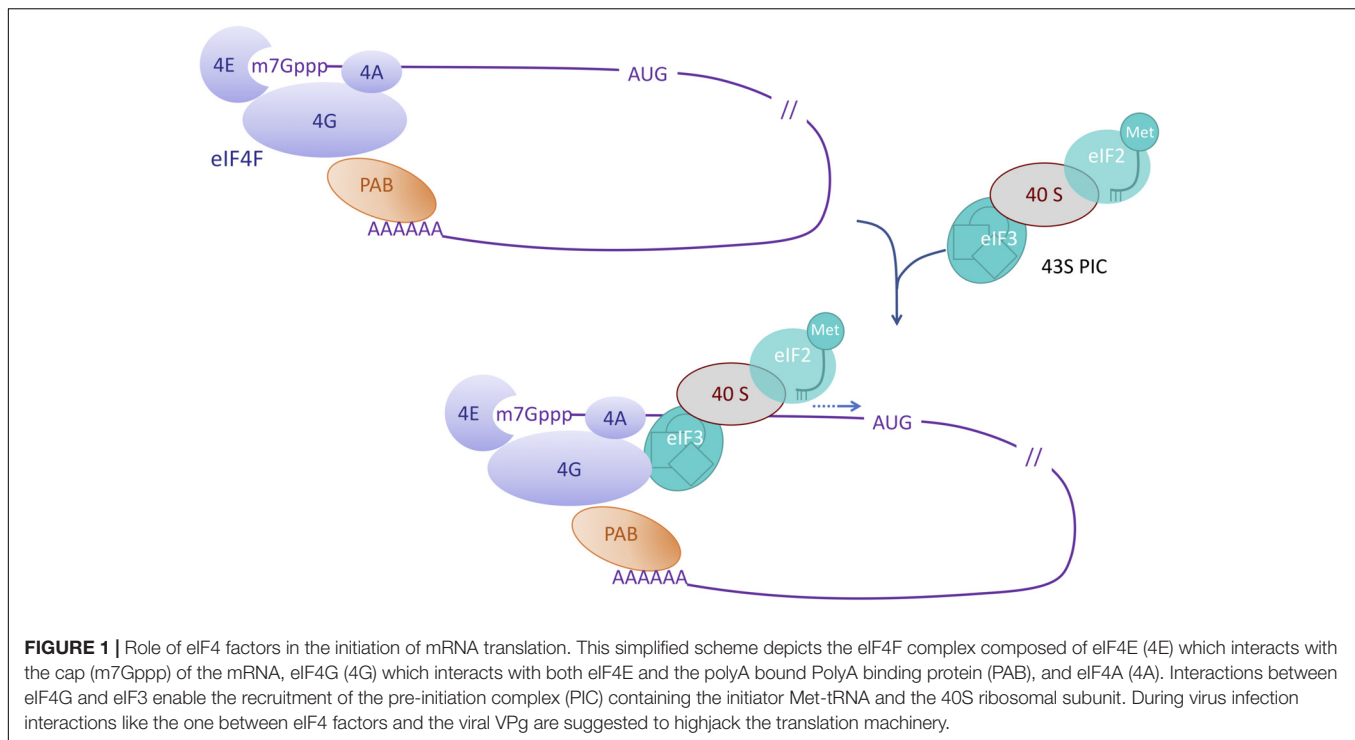 4E
m7Gppp
4A
AUG
//
4G
eIF4F
PAB
AAAAAA
Met
eIF2
40 S
eIF3
43S PIC
Met
eIF2
40 S
4E
m7Gppp
4A
AUG
eIF3
4G
//
PAB
AAAAAA
FIGURE 1 | Role of eIF4 factors in the initiation of mRNA translation. This simplified scheme depicts the eIF4F complex composed of eIF4E (4E) which interacts with
the cap (m7Gppp) of the mRNA, eIF4G (4G) which interacts with both eIF4E and the polyA bound PolyA binding protein (PAB), and eIF4A (4A). Interactions between
eIF4G and eIF3 enable the recruitment of the pre-initiation complex (PIC) containing the initiator Met-tRNA and the 40S ribosomal subunit. During virus infection
interactions like the one between eIF4 factors and the viral VPg are suggested to highjack the translation machinery.